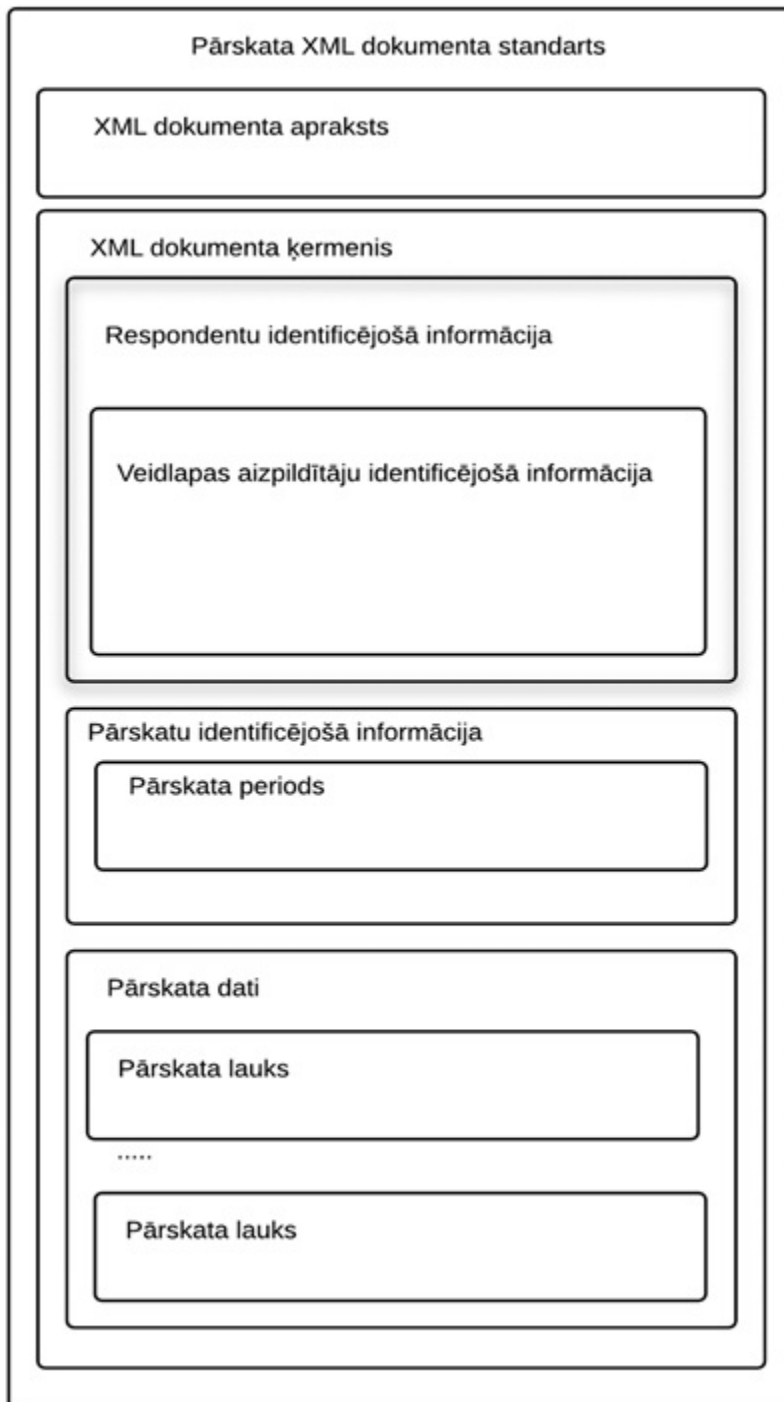 Pārskata XML dokumenta standarts
XML dokumenta apraksts
XML dokumenta ķermenis
Respondentu identificējošā informācija
Veidlapas aizpildītāju identificējošā informācija
Pārskatu identificējošā informācija
Pārskata periods
Pārskata dati
Pārskata lauks
.....
Pārskata lauks